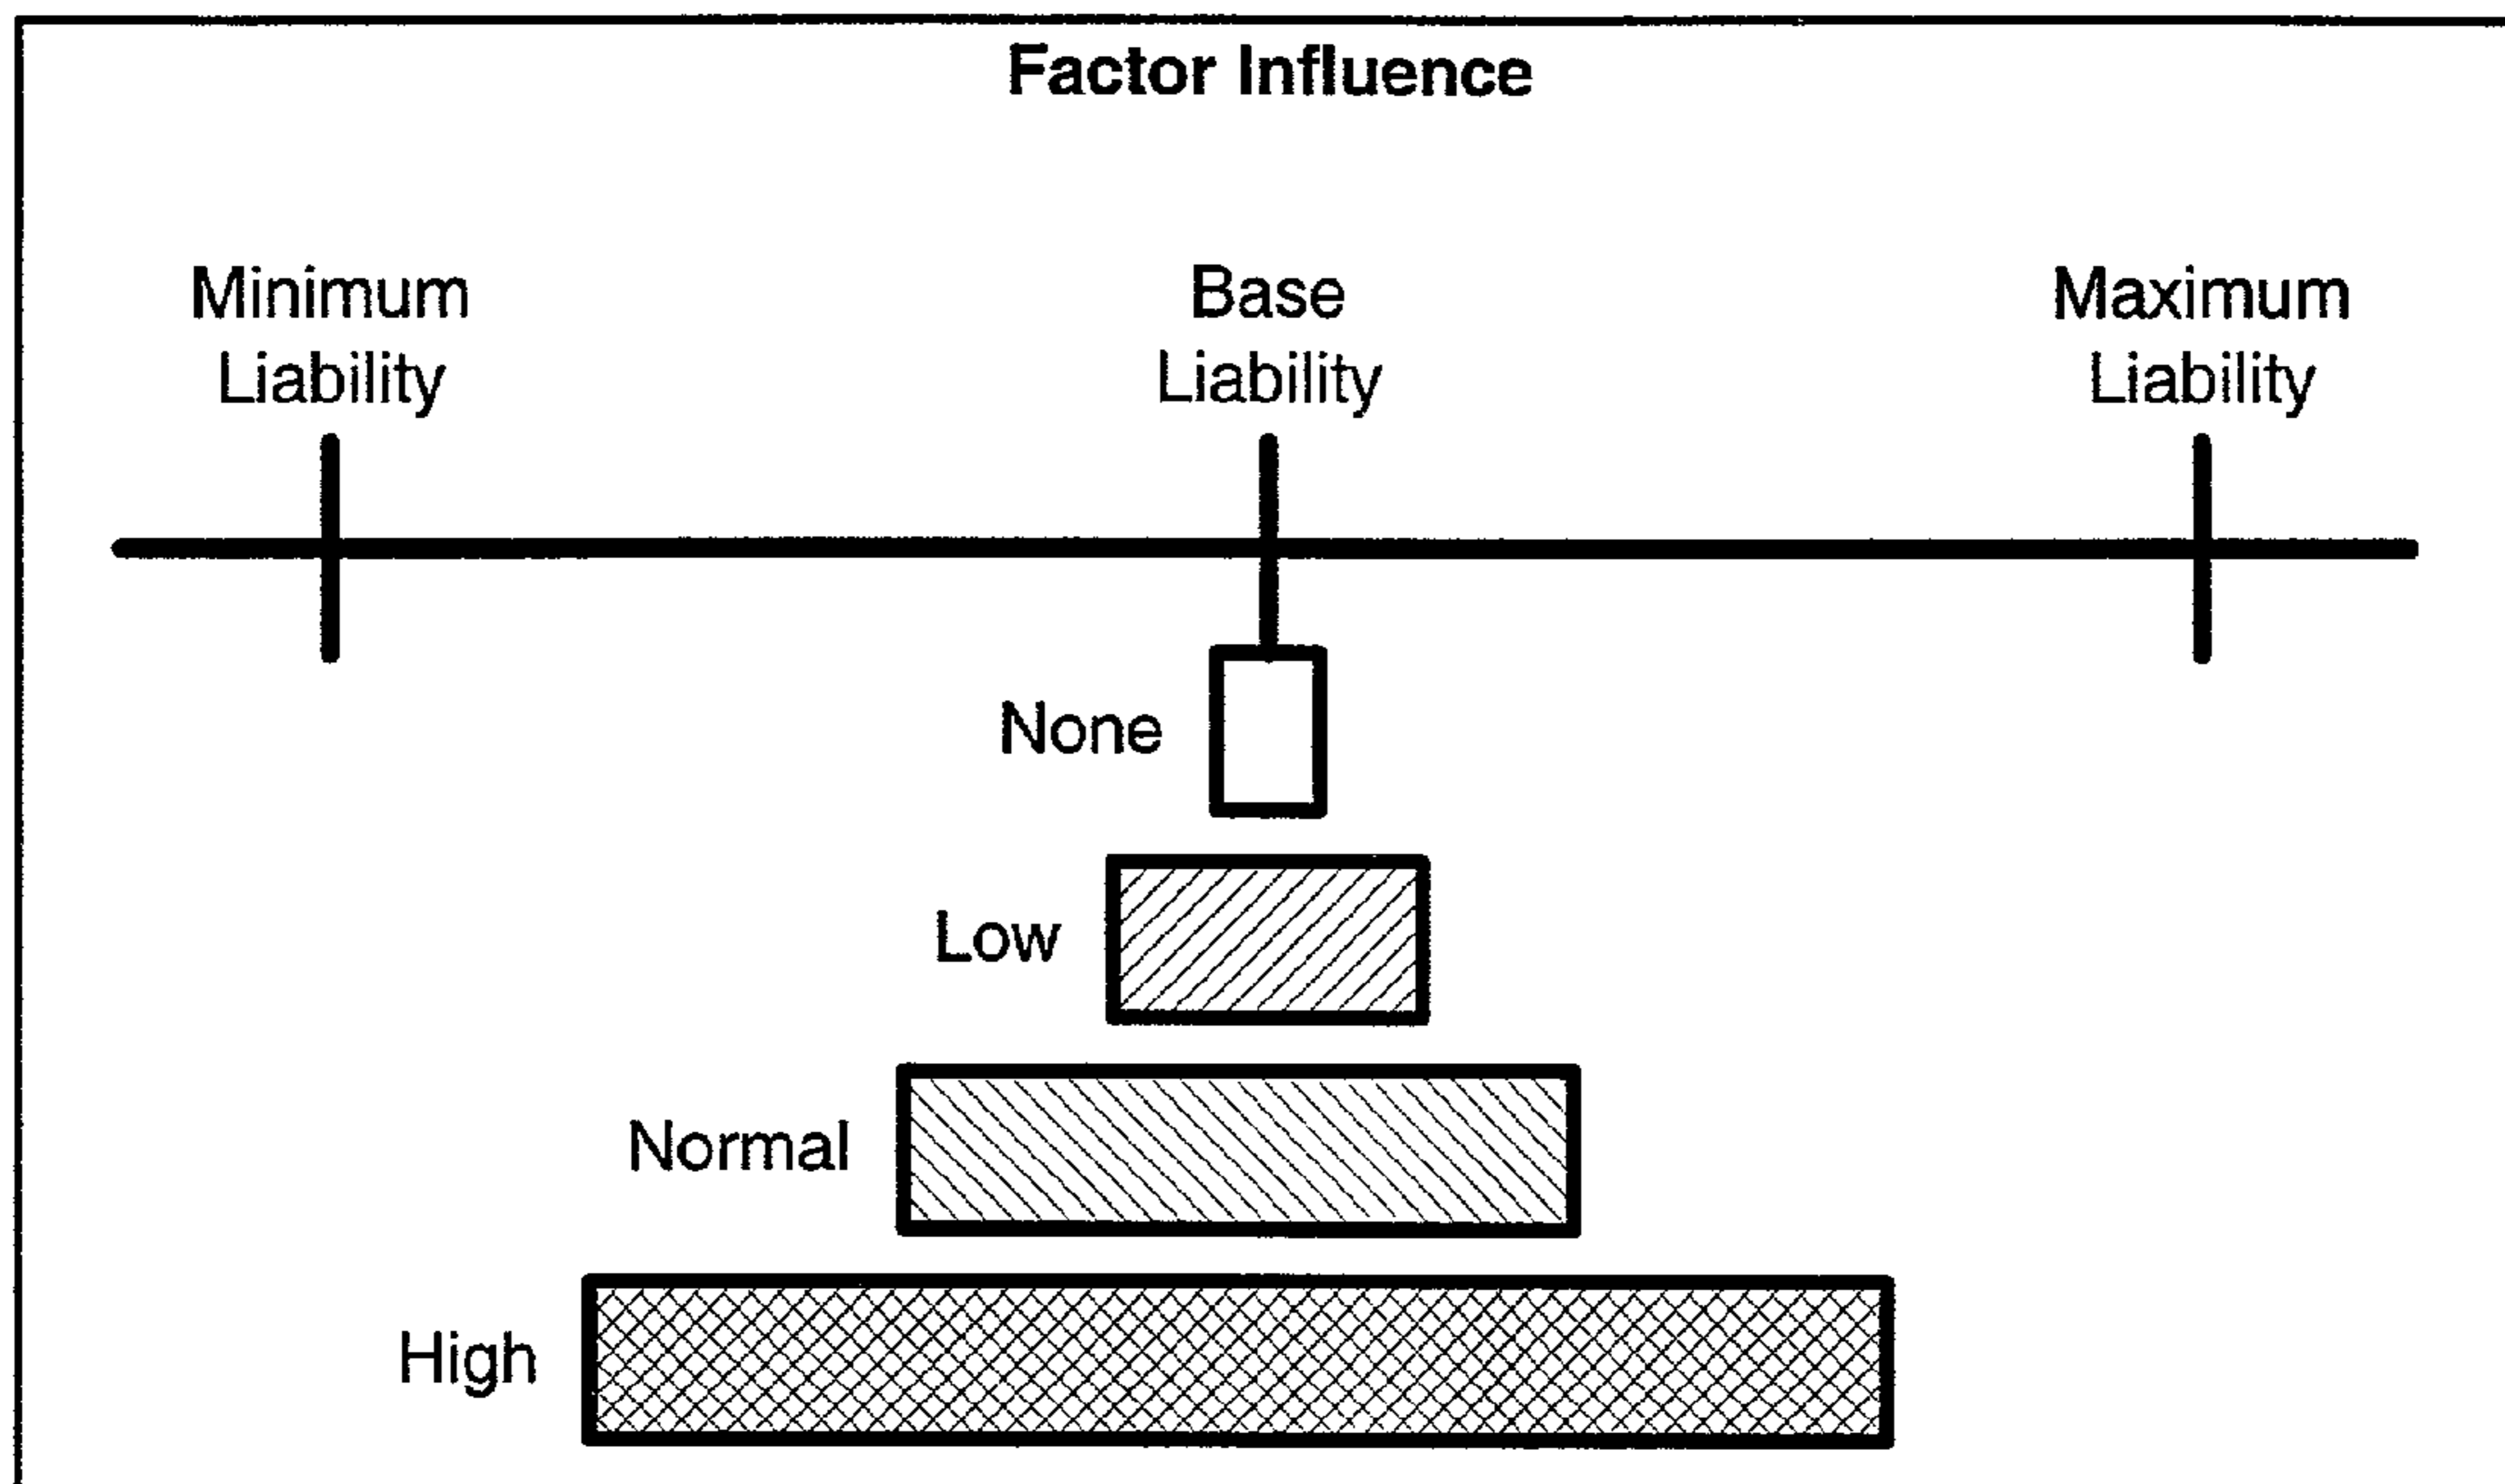 Factor Influence
Minimum
Liability
Base
Liability
Maximum
Liability
None
Low
Normal
High